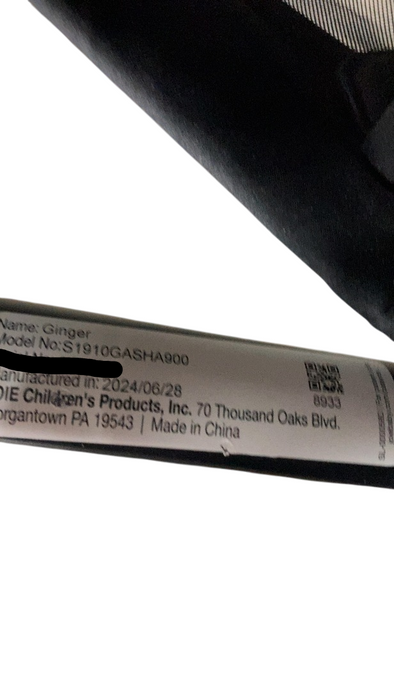 Name: Ginger
Model No:S1910GASHA900
anufactured in: 2024/06/28
8933
DIE Children's Products, Inc. 70 Thousand Oaks Blvd.
organtown PA 19543 | Made in China